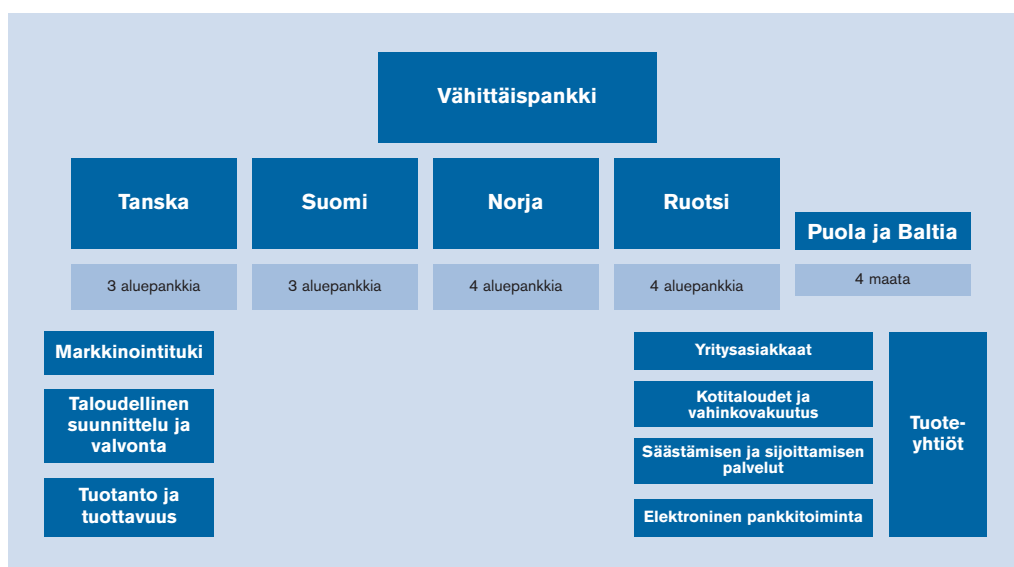 Vähittäispankki
Tanska
Suomi
Norja
Ruotsi
Puola ja Baltia
3 aluepankkia
3 aluepankkia
4 aluepankkia
4 aluepankkia
4 maata
Markkinointituki
Taloudellinen
suunnittelu ja
valvonta
Tuotanto ja
tuottavuus
Yritysasiakkaat
Kotitaloudet ja
vahinkovakuutus
Säästämisen ja sijoittamisen
palvelut
Elektroninen pankkitoiminta
Tuote-
yhtiöt